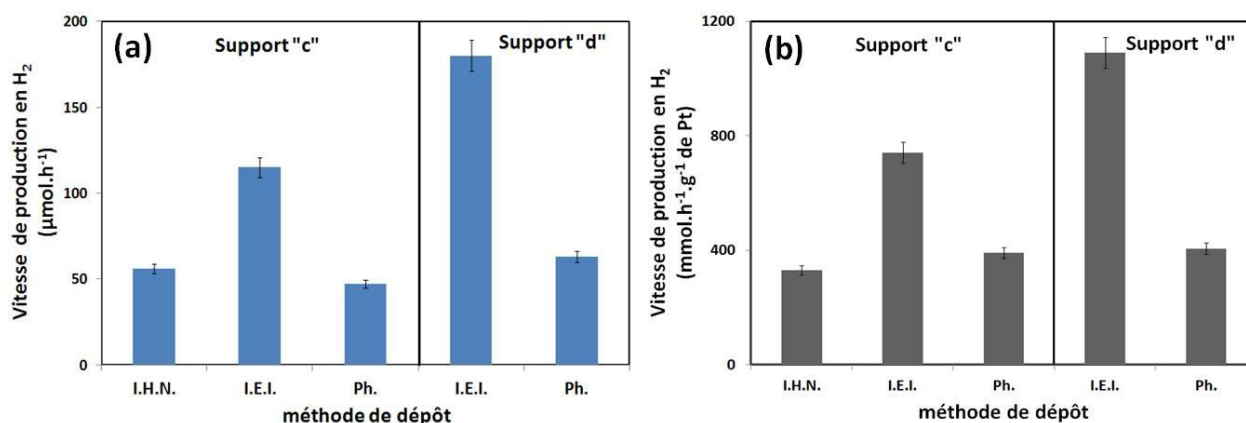 (a)
Support "c"
Support "d"
Vitesse de production en H₂
(µmol.h⁻¹)
200
150
100
50
0
I.H.N.
I.E.I.
Ph.
I.E.I.
Ph.
méthode de dépôt
(b)
Support "c"
Support "d"
Vitesse de production en H₂
(mmol.h⁻¹.g⁻¹ de Pt)
1200
800
400
0
I.H.N.
I.E.I.
Ph.
I.E.I.
Ph.
méthode de dépôt